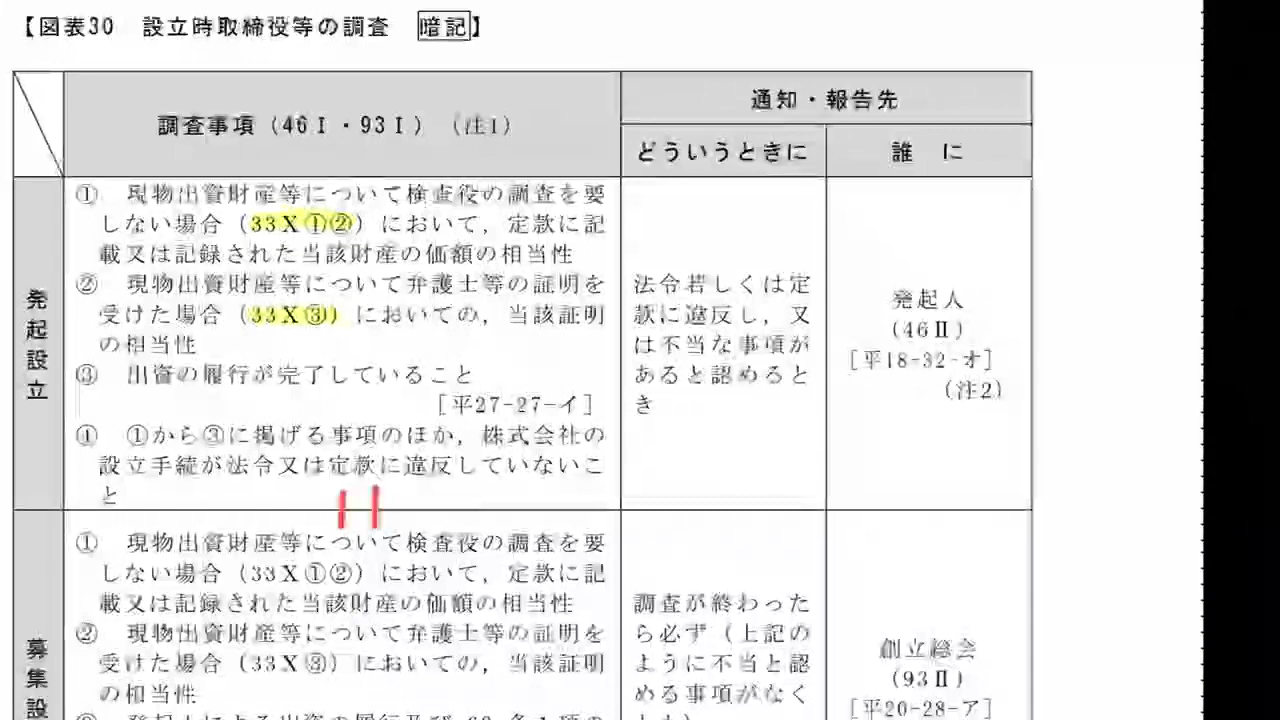 【図表30 設立時取締役等の調査 暗記】
調査事項（46Ⅰ・93Ⅰ）（注1）
通知・報告先
どういうときに
誰 に
発起設立
① 現物出資財産等について検査役の調査を要
しない場合（33Ⅹ①②）において，定款に記
載又は記録された当該財産の価額の相当性
② 現物出資財産等について弁護士等の証明を
受けた場合（33Ⅹ③）においての，当該証明
の相当性
③ 出資の履行が完了していること
［平27-27-イ］
④ ①から③に掲げる事項のほか，株式会社の
設立手続が法令又は定款に違反していないこ
と
法令若しくは定
款に違反し，又
は不当な事項が
あると認めると
き
発起人
（46Ⅱ）
［平18-32-オ］
（注2）
募集設
① 現物出資財産等について検査役の調査を要
しない場合（33Ⅹ①②）において，定款に記
載又は記録された当該財産の価額の相当性
② 現物出資財産等について弁護士等の証明を
受けた場合（33Ⅹ③）においての，当該証明
の相当性
調査が終わった
ら必ず（上記の
ように不当と認
める事項がなく
創立総会
（93Ⅱ）
［平20-28-ア］